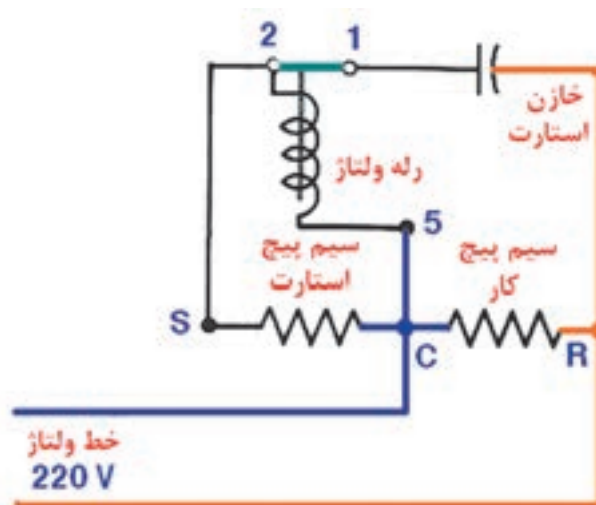 2
1
خازن
استارت
رله ولتاژ
5
سیم پیچ
استارت
سیم پیچ
کار
S
C
R
خط ولتاژ
220 V